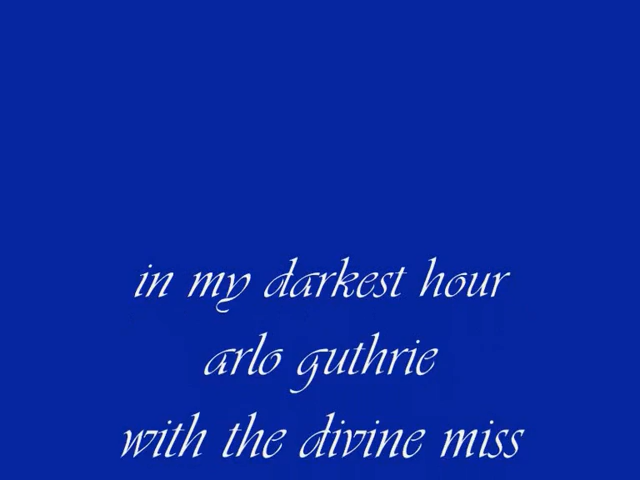 in my darkest hour
arlo guthrie
with the divine miss